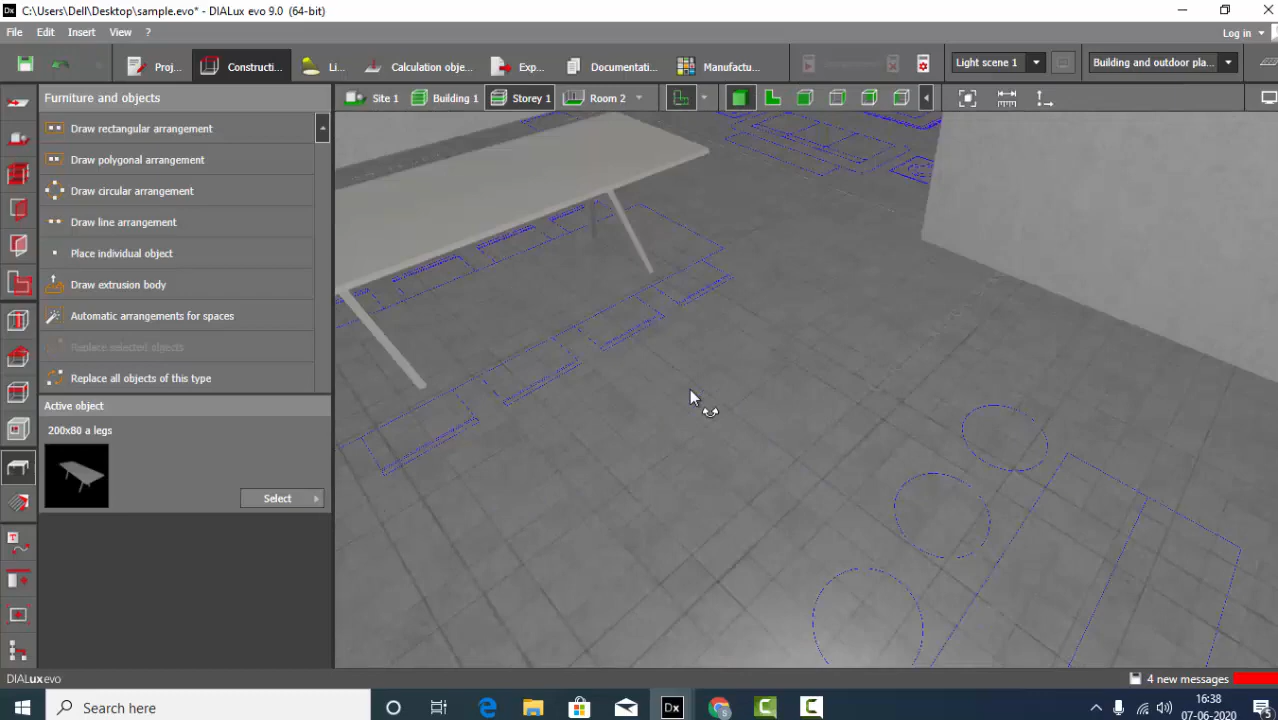 C:\Users\Dell\Desktop\sample.evo* - DIALux evo 9.0 (64-bit)
File Edit Insert View ?
Log in
Proj... Constructi... Li... Calculation obje... Exp... Documentati... Manufactu...
Light scene 1
Building and outdoor pla...
Furniture and objects
Site 1 Building 1 Storey 1 Room 2
Draw rectangular arrangement
Draw polygonal arrangement
Draw circular arrangement
Draw line arrangement
Place individual object
Draw extrusion body
Automatic arrangements for spaces
Replace selected objects
Replace all objects of this type
Active object
200x80 a legs
Select
DIALux evo
4 new messages
Search here
16:38
07-06-2020